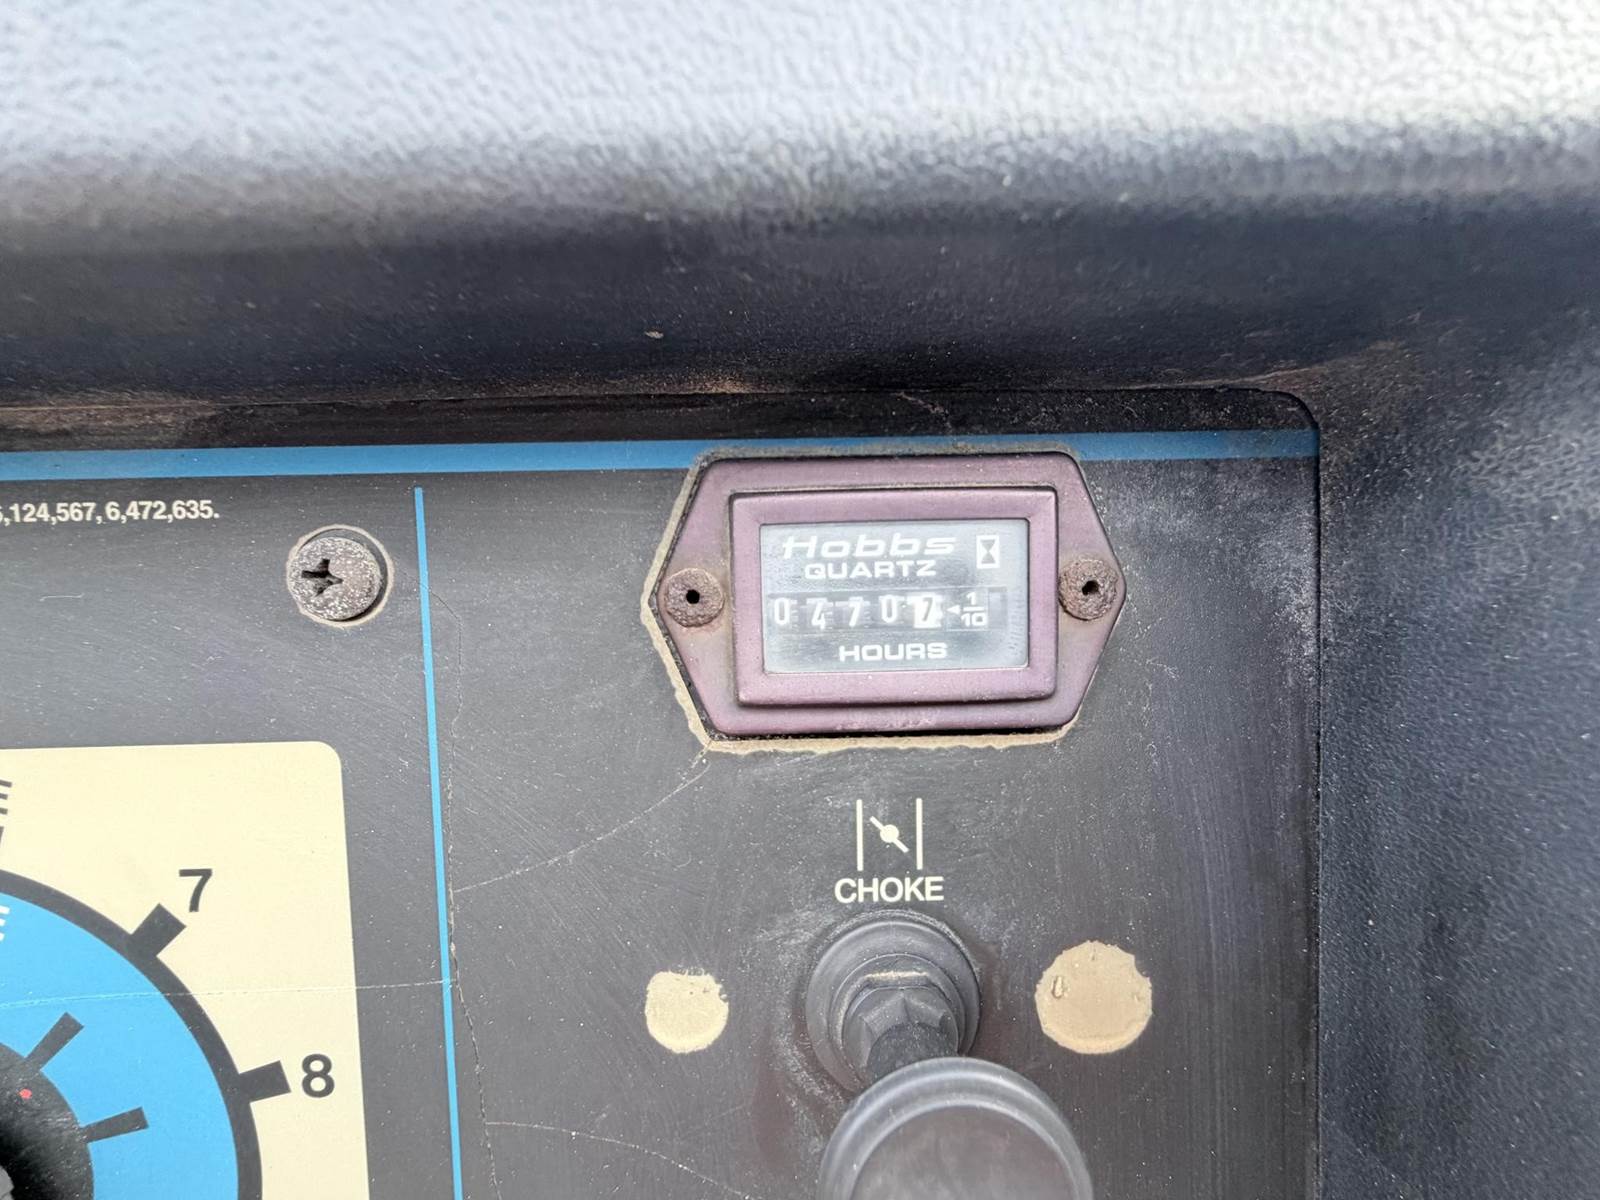 ,124,567, 6,472,635.
Hobbs
QUARTZ
0 4 7 0 7 1/10
HOURS
CHOKE
7
8